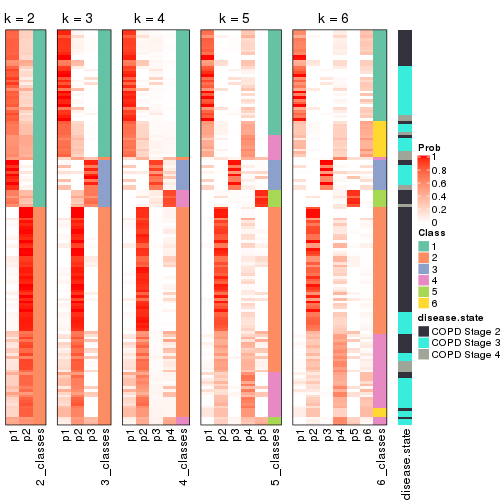 k = 2 k = 3 k = 4 k = 5 k = 6
Prob
1
0.8
0.6
0.4
0.2
0
Class
1
2
3
4
5
6
disease.state
COPD Stage 2
COPD Stage 3
COPD Stage 4
p1 p2 2_classes p1 p2 p3 3_classes p1 p2 p3 p4 4_classes p1 p2 p3 p4 p5 5_classes p1 p2 p3 p4 p5 p6 6_classes disease.state